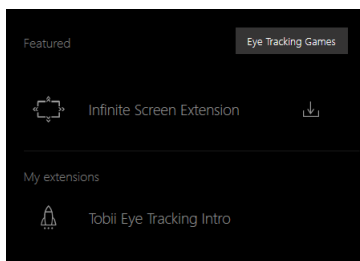 Featured
Eye Tracking Games
Infinite Screen Extension
My extensions
Tobii Eye Tracking Intro